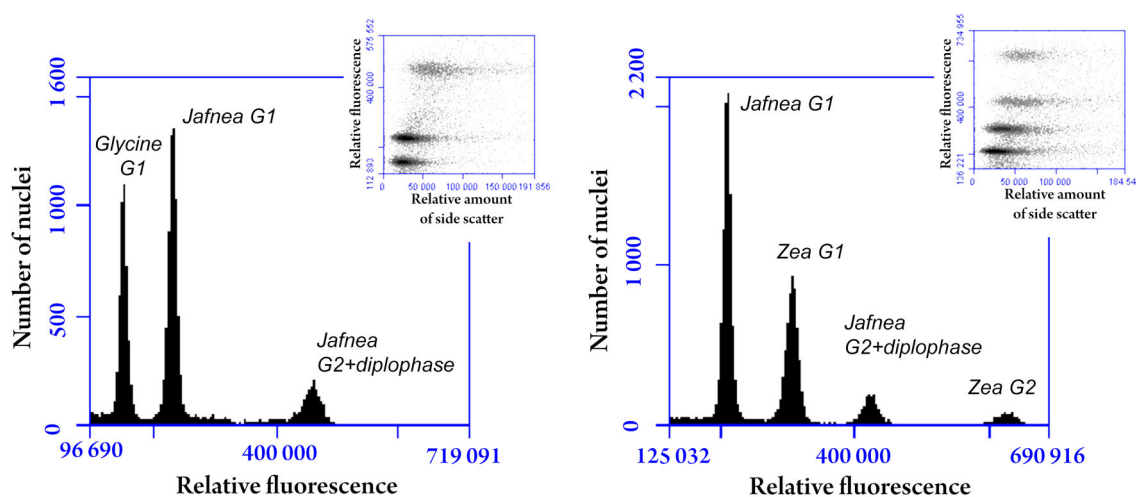 1 600
1 000
500
0
Number of nuclei
Glycine
G1
Jafnea G1
Jafnea
G2+diplophase
96 690
400 000
719 091
Relative fluorescence
575 552
400 000
112 893
Relative fluorescence
0
50 000
100 000
150 000
191 856
Relative amount
of side scatter
2 200
1 000
0
Number of nuclei
Jafnea G1
Zea G1
Jafnea
G2+diplophase
Zea G2
125 032
400 000
690 916
Relative fluorescence
734 955
400 000
136 221
Relative fluorescence
0
50 000
100 000
184 54
Relative amount
of side scatter